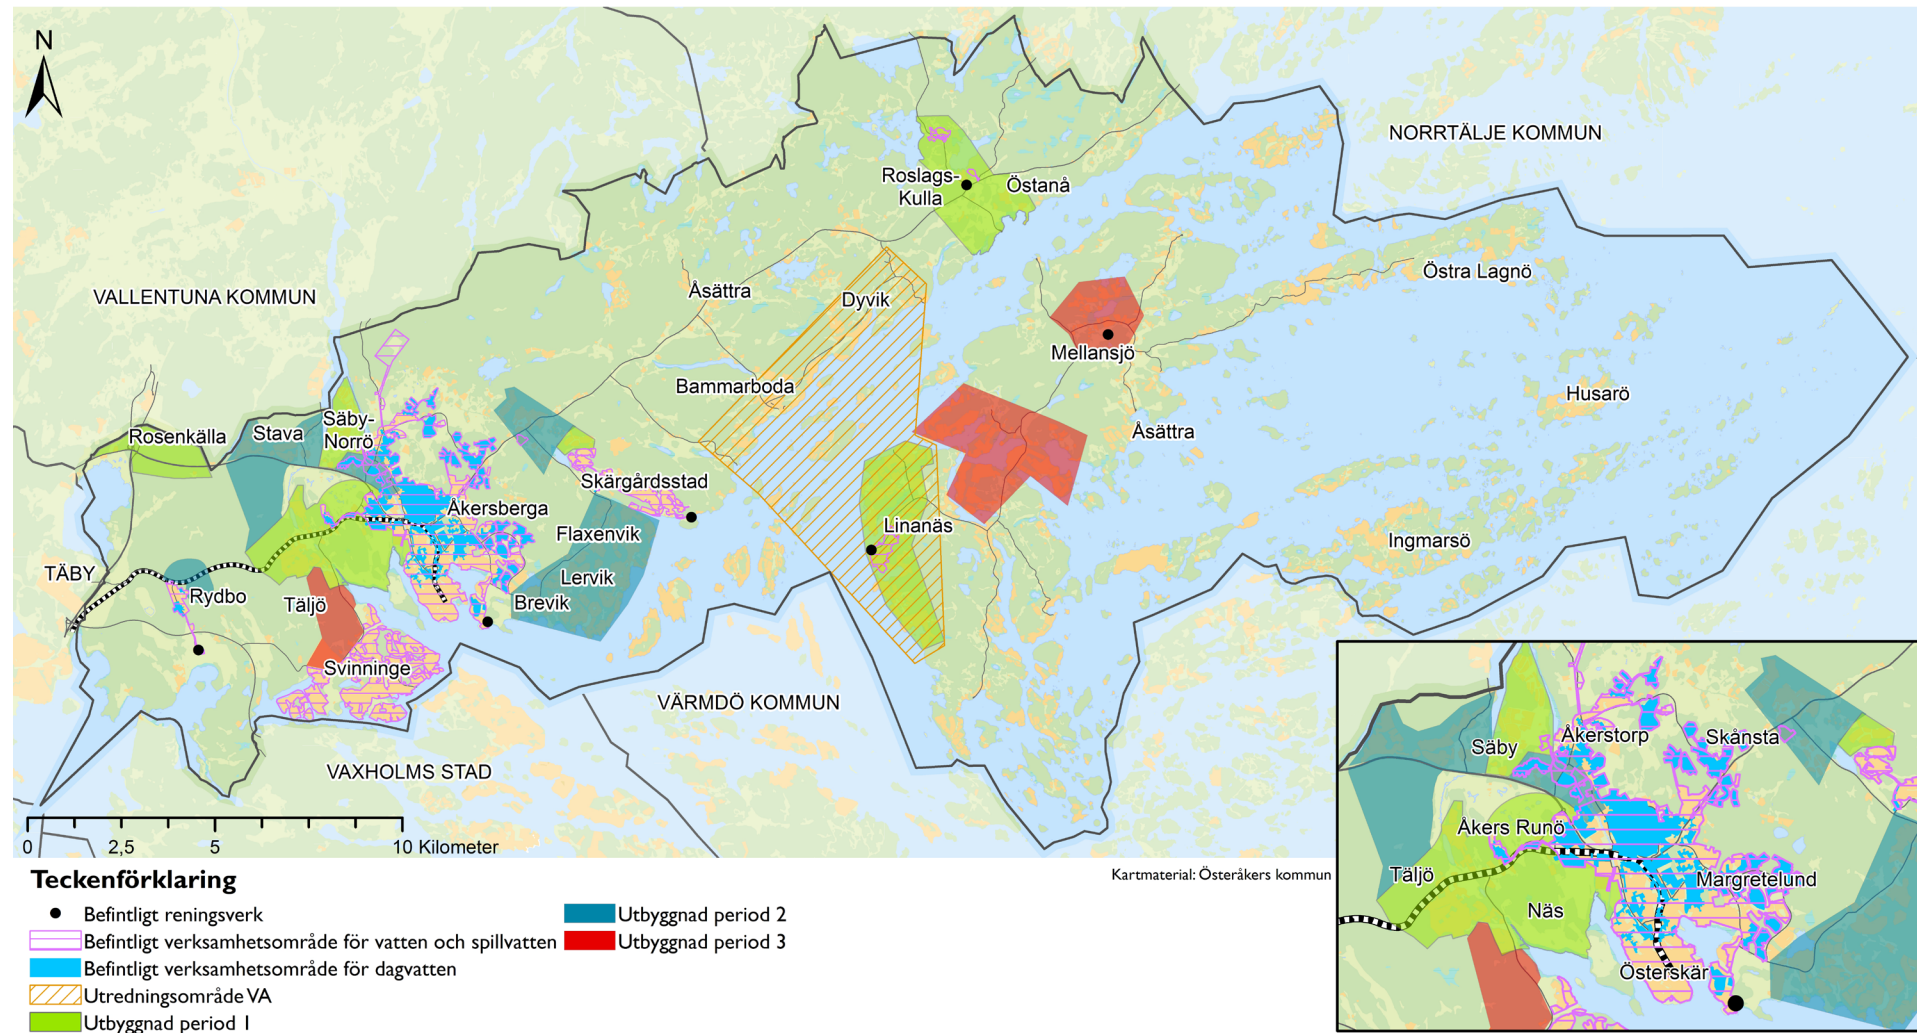 N
NORRTÄLJE KOMMUN
Roslags-
Kulla
Östanå
Östra Lagnö
Åsättra
Dyvik
VALLENTUNA KOMMUN
Mellansjö
Bammarboda
Husarö
Åsättra
Säby-
Norrö
Stava
Rosenkälla
Skärgårdsstad
Åkersberga
Linanäs
Flaxenvik
Ingmarsö
TÄBY
Lervik
Rydbo
Täljö
Brevik
Svinninge
VÄRMDÖ KOMMUN
VAXHOLMS STAD
0 2,5 5 10 Kilometer
Säby
Åkerstorp
Skånsta
Åkers Runö
Täljö
Margretelund
Näs
Österskär
Kartmaterial: Österåkers kommun
Teckenförklaring
Befintligt reningsverk
Befintligt verksamhetsområde för vatten och spillvatten
Befintligt verksamhetsområde för dagvatten
Utredningsområde VA
Utbyggnad period 1
Utbyggnad period 2
Utbyggnad period 3